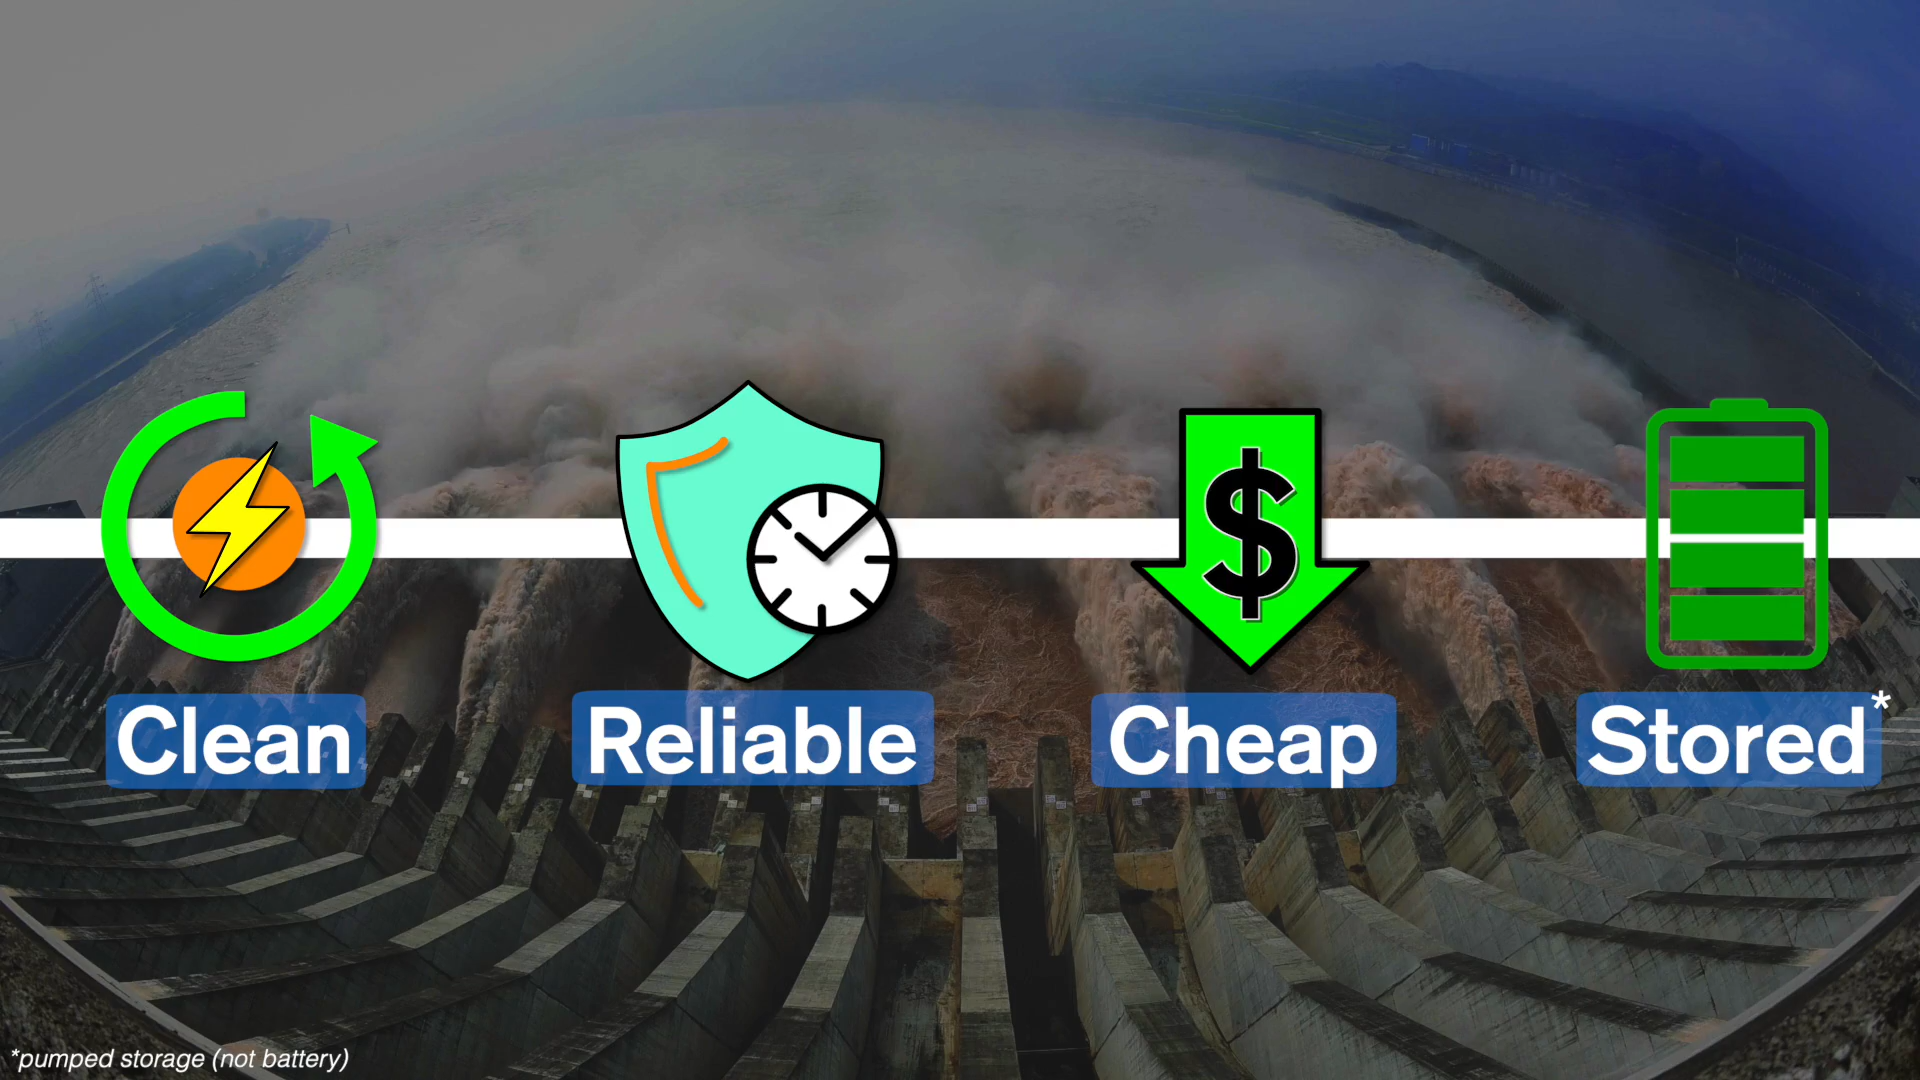 Clean
Reliable
$
Cheap
Stored*
*pumped storage (not battery)